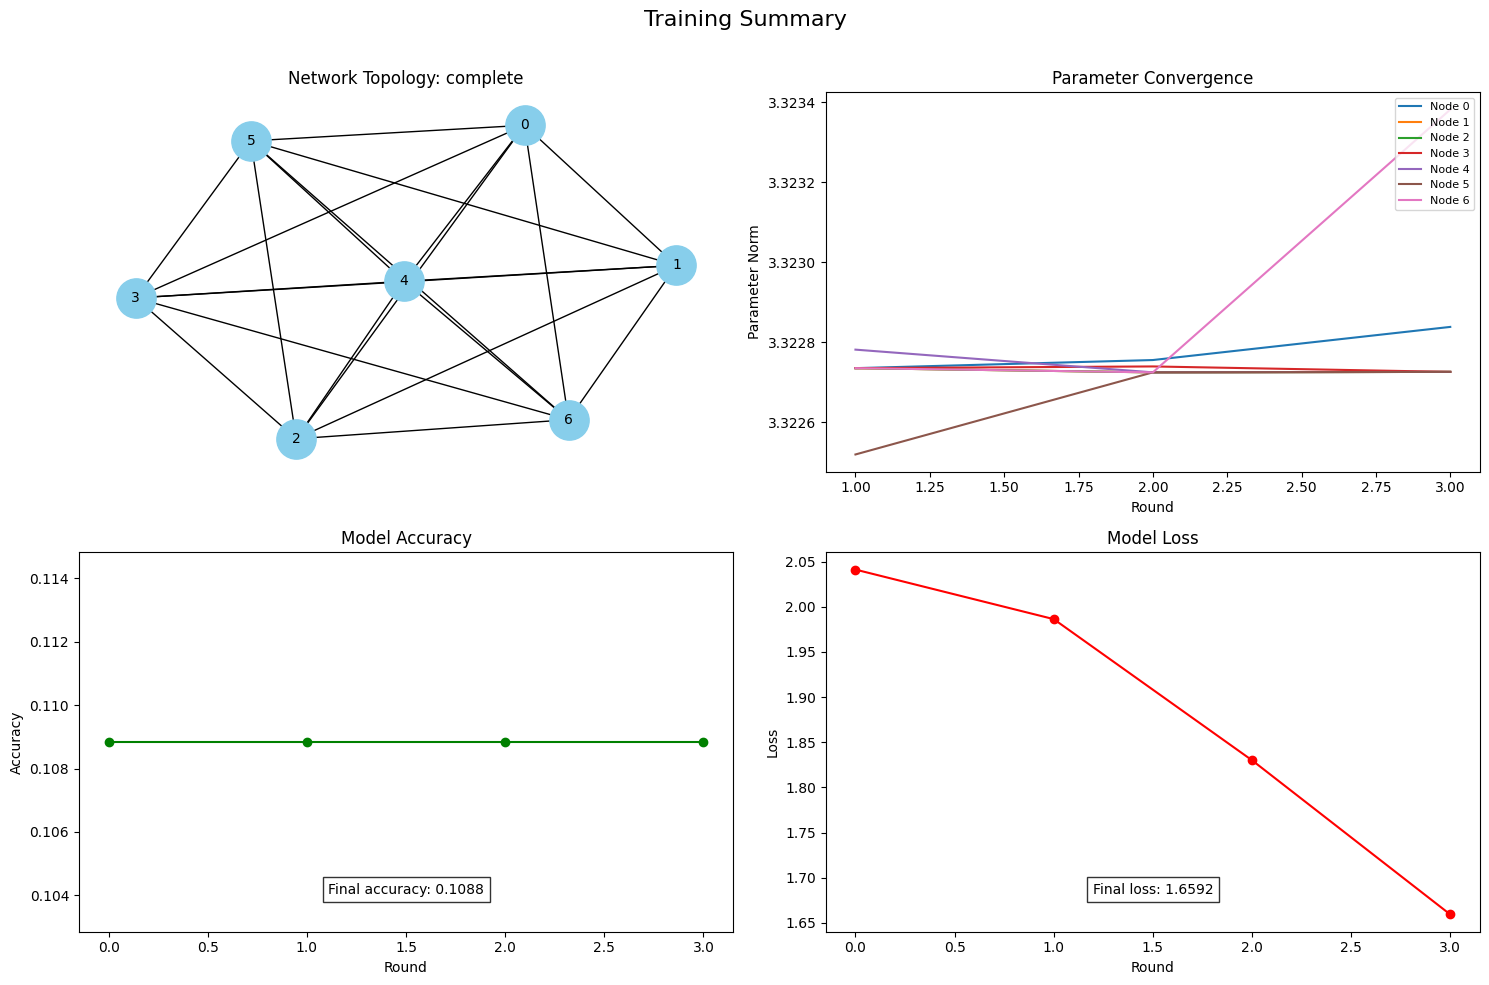 Training Summary
Network Topology: complete
5
0
1
4
3
6
2
Parameter Convergence
3.3234
3.3232
3.3230
3.3228
3.3226
Parameter Norm
Node 0
Node 1
Node 2
Node 3
Node 4
Node 5
Node 6
1.00 1.25 1.50 1.75 2.00 2.25 2.50 2.75 3.00
Round
Model Accuracy
0.114
0.112
0.110
0.108
0.106
0.104
Accuracy
Final accuracy: 0.1088
0.0 0.5 1.0 1.5 2.0 2.5 3.0
Round
Model Loss
2.05
2.00
1.95
1.90
1.85
1.80
1.75
1.70
1.65
Loss
Final loss: 1.6592
0.0 0.5 1.0 1.5 2.0 2.5 3.0
Round